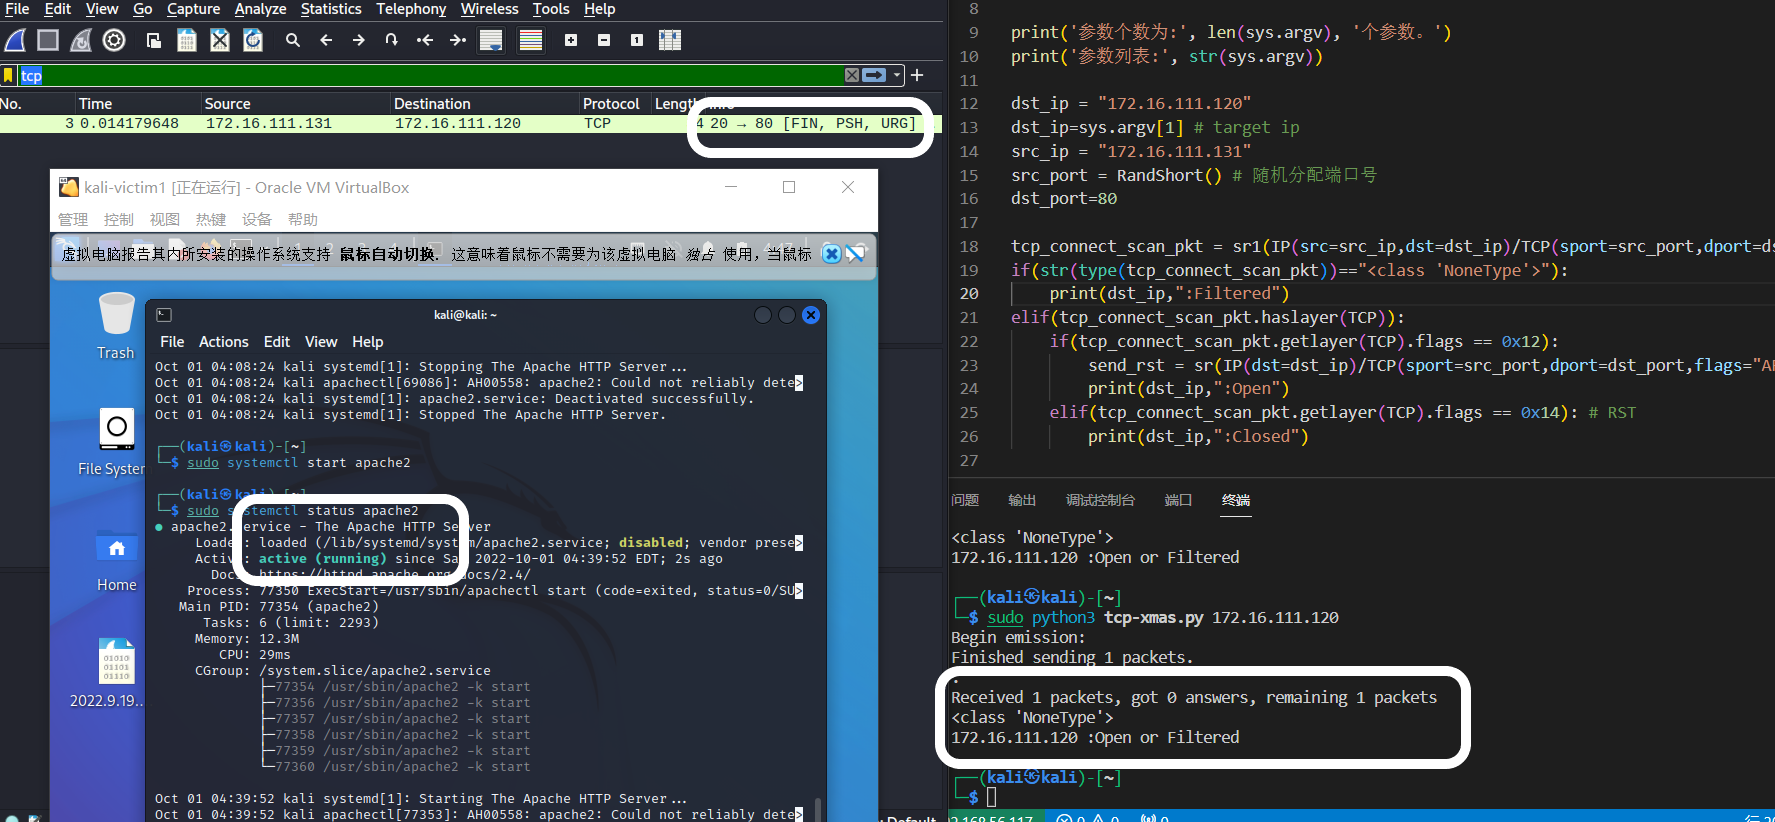 File Edit View Go Capture Analyze Statistics Telephony Wireless Tools Help
tcp
No. Time Source Destination Protocol Length Info
3 0.014179648 172.16.111.131 172.16.111.120 TCP 4 20 → 80 [FIN, PSH, URG]
kali-victim1 [正在运行] - Oracle VM VirtualBox
管理 控制 视图 热键 设备 帮助
虚拟电脑报告其内所安装的操作系统支持 鼠标自动切换. 这意味着鼠标不需要为该虚拟电脑 独占 使用，当鼠标
Trash
File System
Home
2022.9.19...
kali@kali: ~
File Actions Edit View Help
Oct 01 04:08:24 kali systemd[1]: Stopping The Apache HTTP Server...
Oct 01 04:08:24 kali apachectl[69086]: AH00558: apache2: Could not reliably dete>
Oct 01 04:08:24 kali systemd[1]: apache2.service: Deactivated successfully.
Oct 01 04:08:24 kali systemd[1]: Stopped The Apache HTTP Server.
┌──(kali㉿kali)-[~]
└─$ sudo systemctl start apache2
┌──(kali㉿kali)-[~]
└─$ sudo systemctl status apache2
● apache2.service - The Apache HTTP Server
Loaded: loaded (/lib/systemd/system/apache2.service; disabled; vendor prese>
Active: active (running) since Sat 2022-10-01 04:39:52 EDT; 2s ago
Docs: https://httpd.apache.org/docs/2.4/
Process: 77350 ExecStart=/usr/sbin/apachectl start (code=exited, status=0/SU>
Main PID: 77354 (apache2)
Tasks: 6 (limit: 2293)
Memory: 12.3M
CPU: 29ms
CGroup: /system.slice/apache2.service
├─77354 /usr/sbin/apache2 -k start
├─77356 /usr/sbin/apache2 -k start
├─77357 /usr/sbin/apache2 -k start
├─77358 /usr/sbin/apache2 -k start
├─77359 /usr/sbin/apache2 -k start
└─77360 /usr/sbin/apache2 -k start
Oct 01 04:39:52 kali systemd[1]: Starting The Apache HTTP Server...
Oct 01 04:39:52 kali apachectl[77353]: AH00558: apache2: Could not reliably dete>
: Default
8
9 print('参数个数为:', len(sys.argv), '个参数。')
10 print('参数列表:', str(sys.argv))
11
12 dst_ip = "172.16.111.120"
13 dst_ip=sys.argv[1] # target ip
14 src_ip = "172.16.111.131"
15 src_port = RandShort() # 随机分配端口号
16 dst_port=80
17
18 tcp_connect_scan_pkt = sr1(IP(src=src_ip,dst=dst_ip)/TCP(sport=src_port,dport=ds
19 if(str(type(tcp_connect_scan_pkt))=="<class 'NoneType'>"):
20 print(dst_ip,":Filtered")
21 elif(tcp_connect_scan_pkt.haslayer(TCP)):
22 if(tcp_connect_scan_pkt.getlayer(TCP).flags == 0x12):
23 send_rst = sr(IP(dst=dst_ip)/TCP(sport=src_port,dport=dst_port,flags="AR
24 print(dst_ip,":Open")
25 elif(tcp_connect_scan_pkt.getlayer(TCP).flags == 0x14): # RST
26 print(dst_ip,":Closed")
27
问题 输出 调试控制台 端口 终端
<class 'NoneType'>
172.16.111.120 :Open or Filtered
┌──(kali㉿kali)-[~]
└─$ sudo python3 tcp-xmas.py 172.16.111.120
Begin emission:
Finished sending 1 packets.
.
Received 1 packets, got 0 answers, remaining 1 packets
<class 'NoneType'>
172.16.111.120 :Open or Filtered
┌──(kali㉿kali)-[~]
└─$